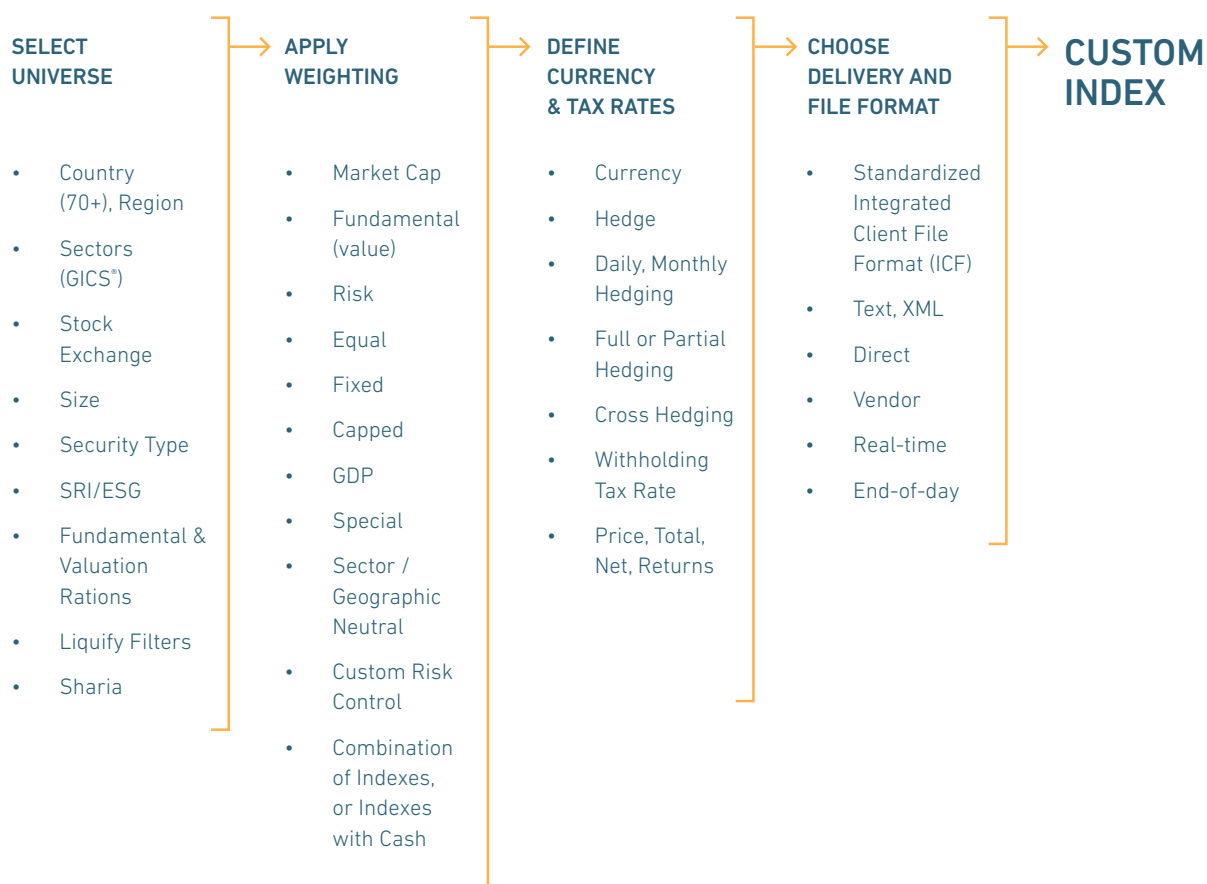 SELECT
UNIVERSE
• Country
(70+), Region
• Sectors
(GICS®)
• Stock
Exchange
• Size
• Security Type
• SRI/ESG
• Fundamental &
Valuation
Rations
• Liquify Filters
• Sharia
APPLY
WEIGHTING
• Market Cap
• Fundamental
(value)
• Risk
• Equal
• Fixed
• Capped
• GDP
• Special
• Sector /
Geographic
Neutral
• Custom Risk
Control
• Combination
of Indexes,
or Indexes
with Cash
DEFINE
CURRENCY
& TAX RATES
• Currency
• Hedge
• Daily, Monthly
Hedging
• Full or Partial
Hedging
• Cross Hedging
• Withholding
Tax Rate
• Price, Total,
Net, Returns
CHOOSE
DELIVERY AND
FILE FORMAT
• Standardized
Integrated
Client File
Format (ICF)
• Text, XML
• Direct
• Vendor
• Real-time
• End-of-day
CUSTOM
INDEX